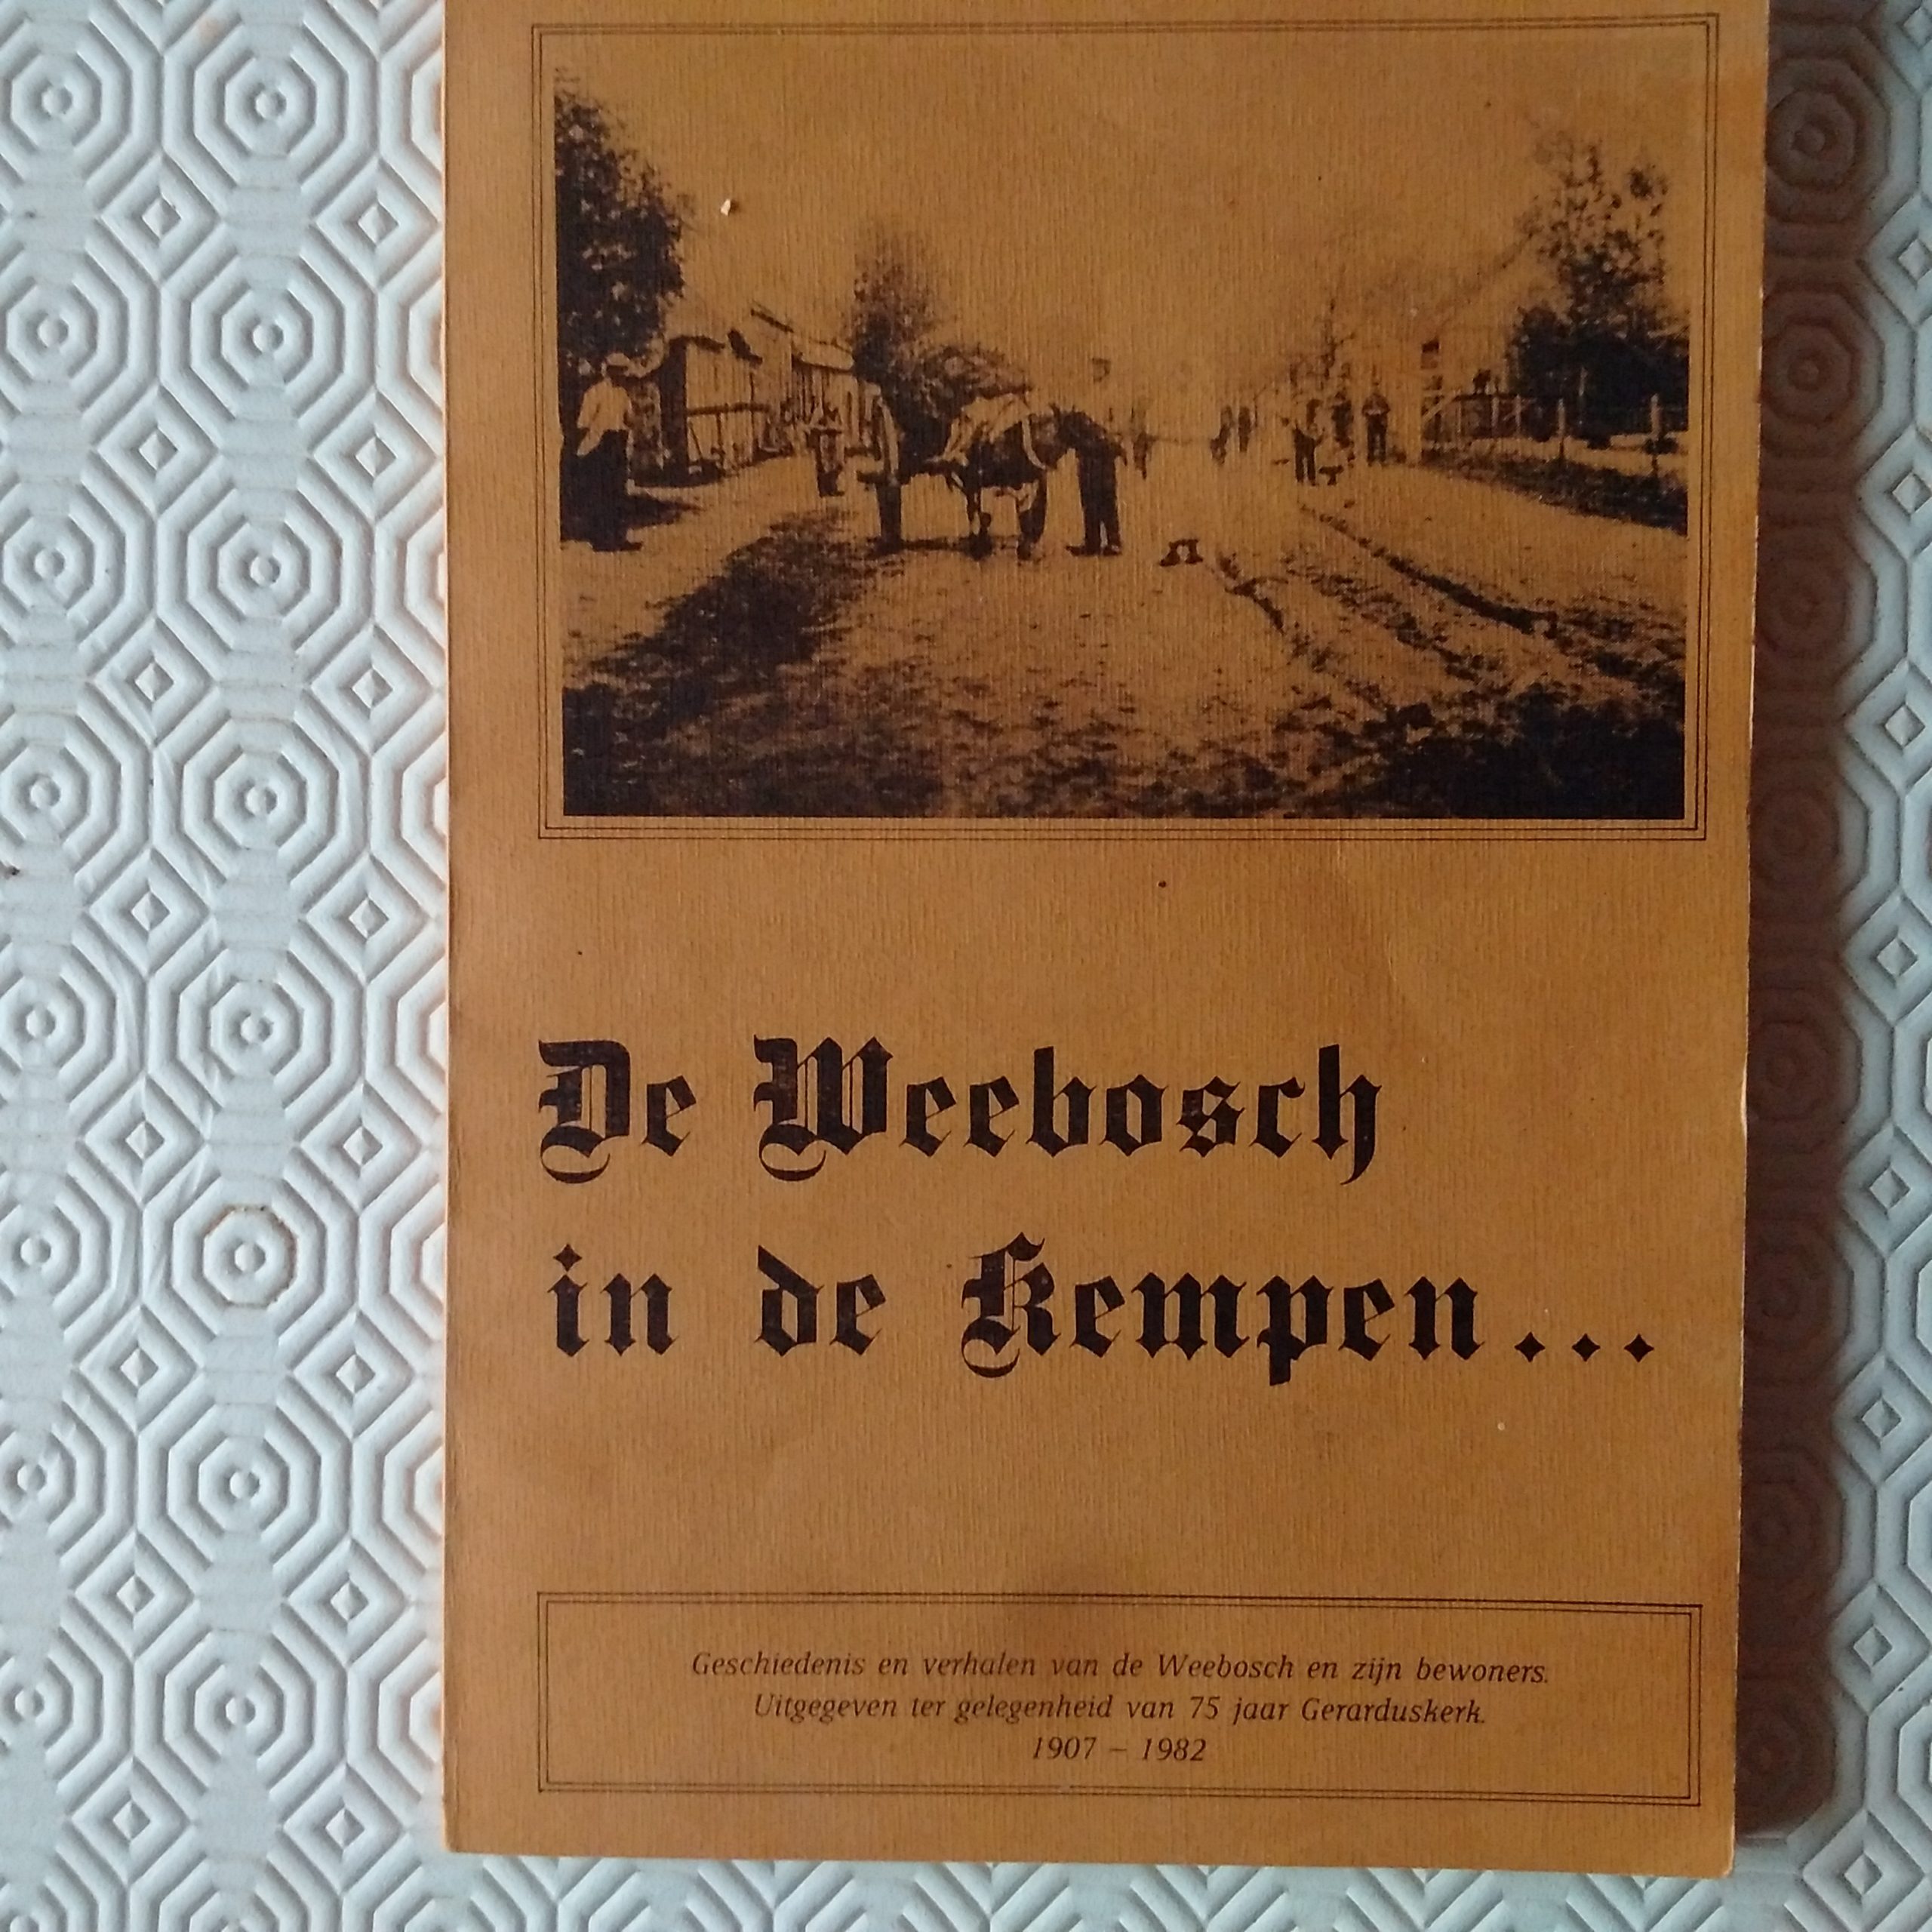 De Weebosch
in de Kempen...
Geschiedenis en verhalen van de Weebosch en zijn bewoners.
Uitgegeven ter gelegenheid van 75 jaar Gerarduskerk.
1907 – 1982